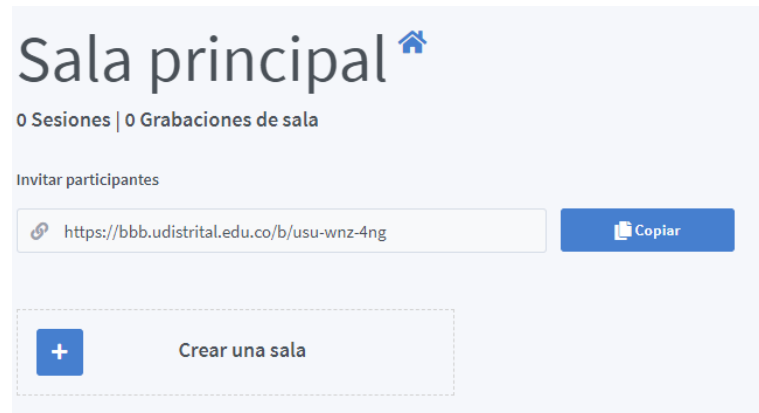 Sala principal
0 Sesiones | 0 Grabaciones de sala
Invitar participantes
https://bbb.udistrital.edu.co/b/usu-wnz-4ng
Copiar
Crear una sala